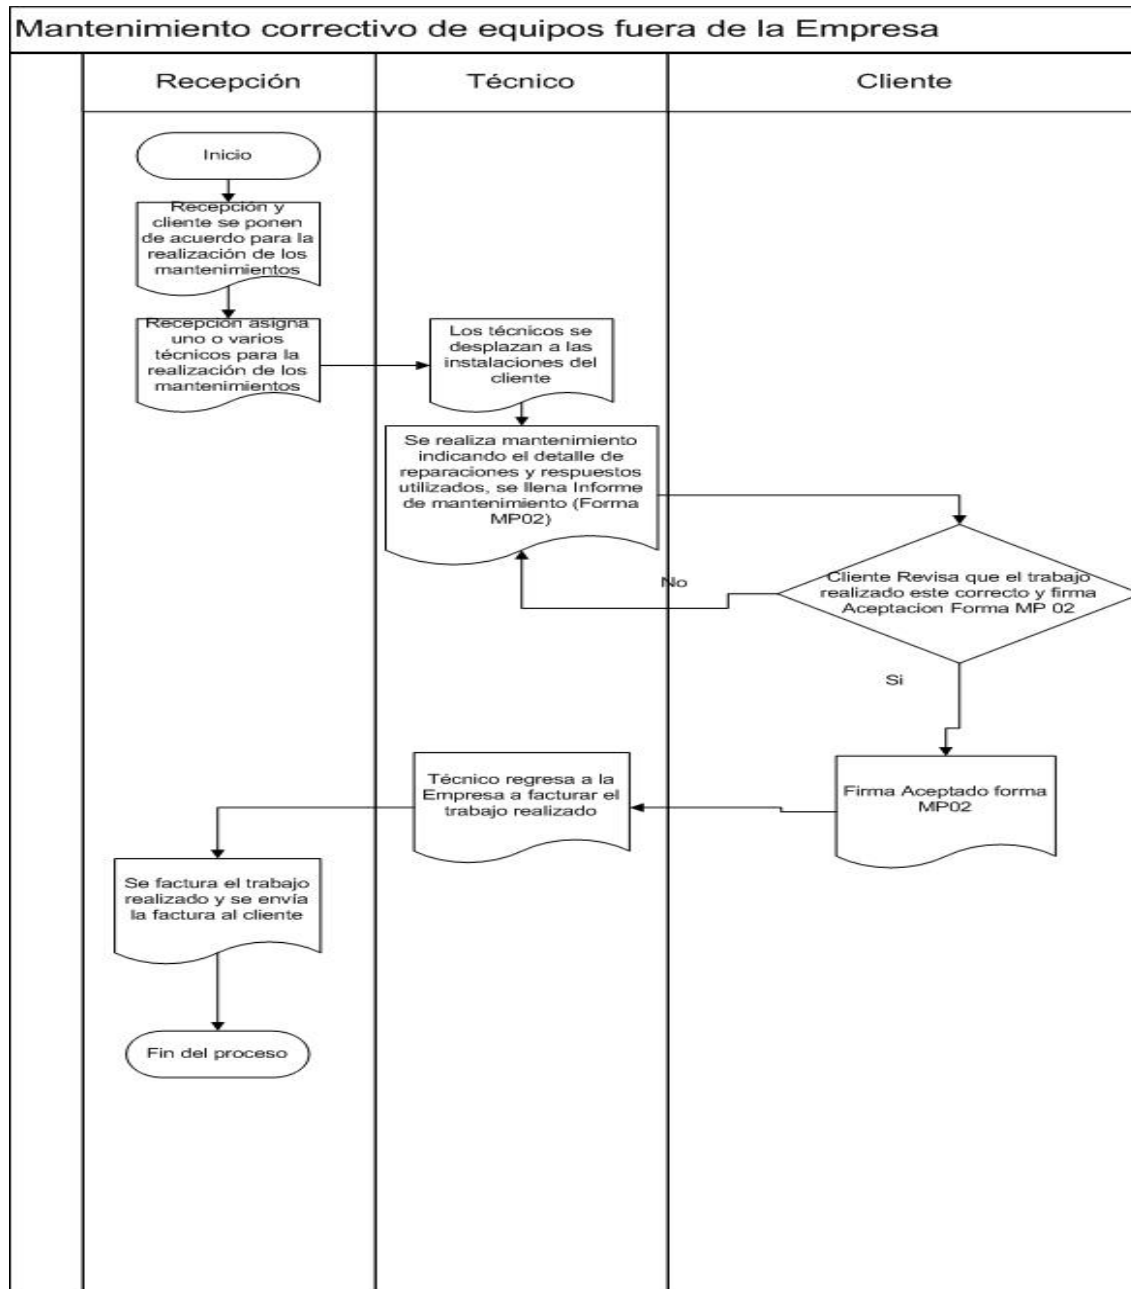 Mantenimiento correctivo de equipos fuera de la Empresa
Recepción
Técnico
Cliente
Inicio
Recepción y
cliente se ponen
de acuerdo para la
realización de los
mantenimientos
Recepción asigna
uno o varios
técnicos para la
realización de los
mantenimientos
Los técnicos se
desplazan a las
instalaciones del
cliente
Se realiza mantenimiento
indicando el detalle de
reparaciones y respuestos
utilizados, se llena Informe
de mantenimiento (Forma
MP02)
Cliente Revisa que el trabajo
realizado este correcto y firma
Aceptacion Forma MP 02
No
Si
Firma Aceptado forma
MP02
Técnico regresa a la
Empresa a facturar el
trabajo realizado
Se factura el trabajo
realizado y se envía
la factura al cliente
Fin del proceso